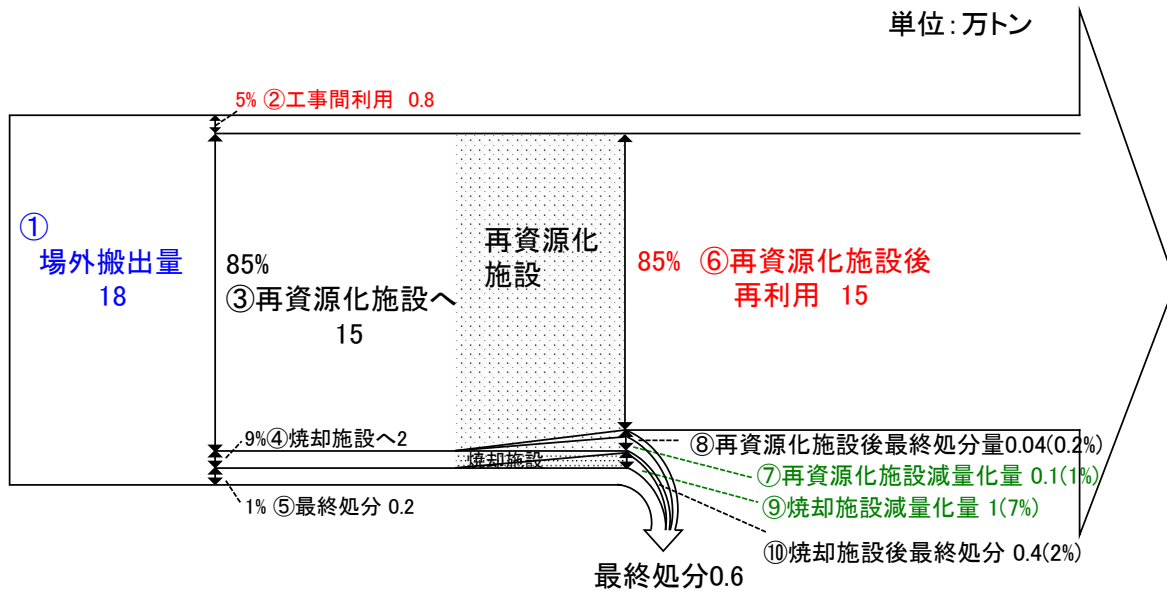 単位：万トン
5% ②工事間利用 0.8
①
場外搬出量
18
85%
③再資源化施設へ
15
再資源化
施設
85% ⑥再資源化施設後
再利用 15
9%④焼却施設へ2
焼却施設
1% ⑤最終処分 0.2
⑧再資源化施設後最終処分量0.04(0.2%)
⑦再資源化施設減量化量 0.1(1%)
⑨焼却施設減量化量 1(7%)
⑩焼却施設後最終処分 0.4(2%)
最終処分0.6